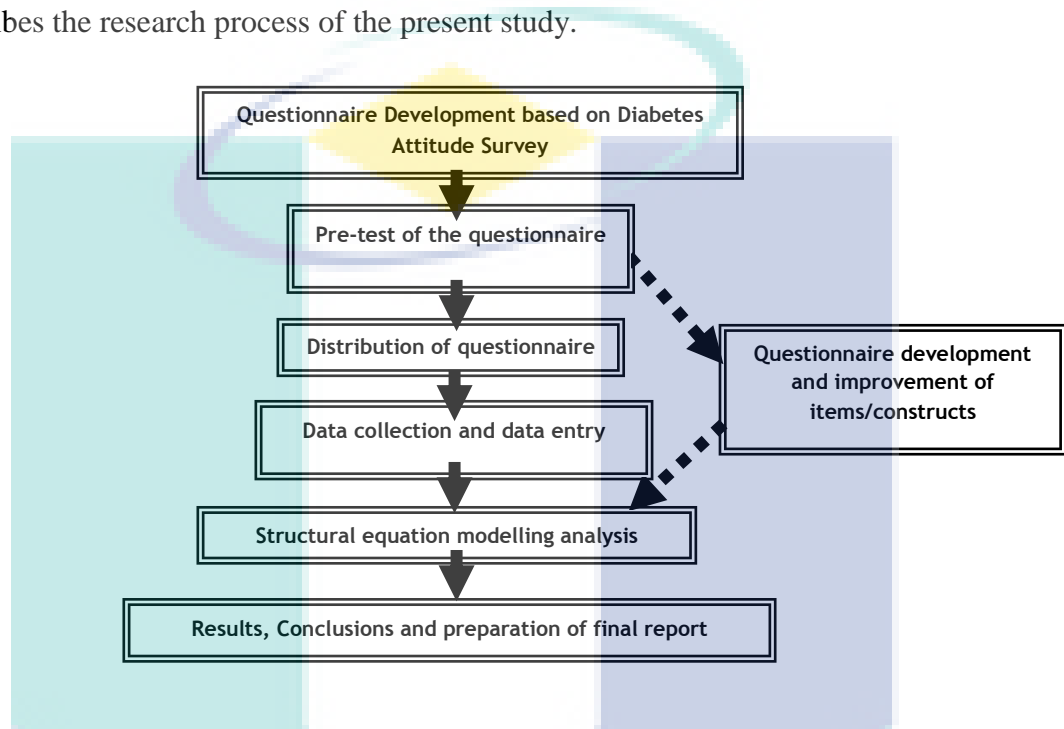 bes the research process of the present study.
Questionnaire Development based on Diabetes
Attitude Survey
Pre-test of the questionnaire
Distribution of questionnaire
Questionnaire development
and improvement of
items/constructs
Data collection and data entry
Structural equation modelling analysis
Results, Conclusions and preparation of final report